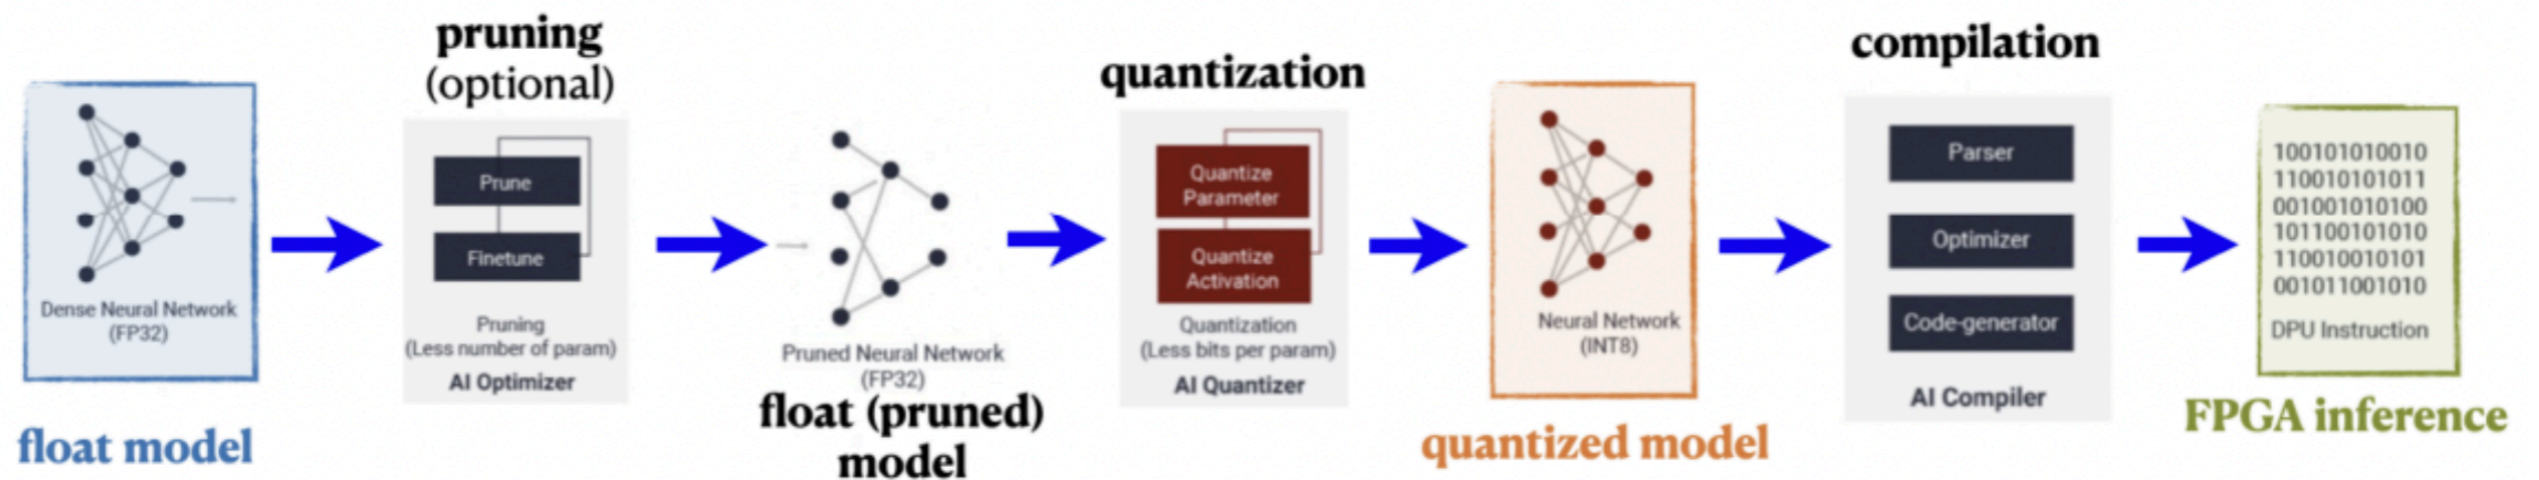 Dense Neural Network
(FP32)
float model
pruning
(optional)
Prune
Finetune
Pruning
(Less number of param)
AI Optimizer
Pruned Neural Network
(FP32)
float (pruned)
model
quantization
Quantize
Parameter
Quantize
Activation
Quantization
(Less bits per param)
AI Quantizer
Neural Network
(INT8)
quantized model
compilation
Parser
Optimizer
Code-generator
AI Compiler
100101010010
110010101011
001001010100
101100101010
110010010101
001011001010
DPU Instruction
FPGA inference